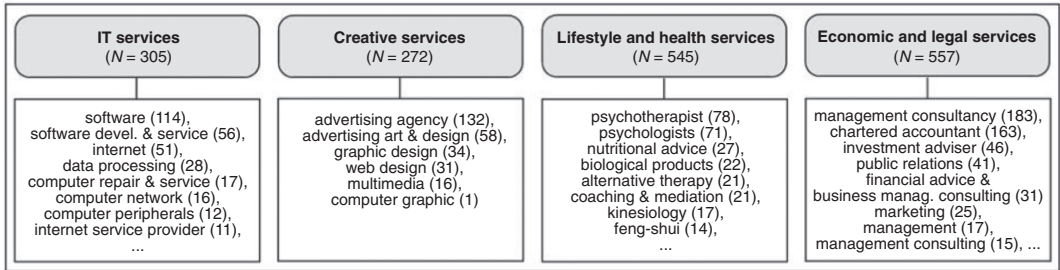 IT services
(N = 305)
software (114),
software devel. & service (56),
internet (51),
data processing (28),
computer repair & service (17),
computer network (16),
computer peripherals (12),
internet service provider (11),
...
Creative services
(N = 272)
advertising agency (132),
advertising art & design (58),
graphic design (34),
web design (31),
multimedia (16),
computer graphic (1)
Lifestyle and health services
(N = 545)
psychotherapist (78),
psychologists (71),
nutritional advice (27),
biological products (22),
alternative therapy (21),
coaching & mediation (21),
kinesiology (17),
feng-shui (14),
...
Economic and legal services
(N = 557)
management consultancy (183),
chartered accountant (163),
investment adviser (46),
public relations (41),
financial advice &
business manag. consulting (31)
marketing (25),
management (17),
management consulting (15), ...